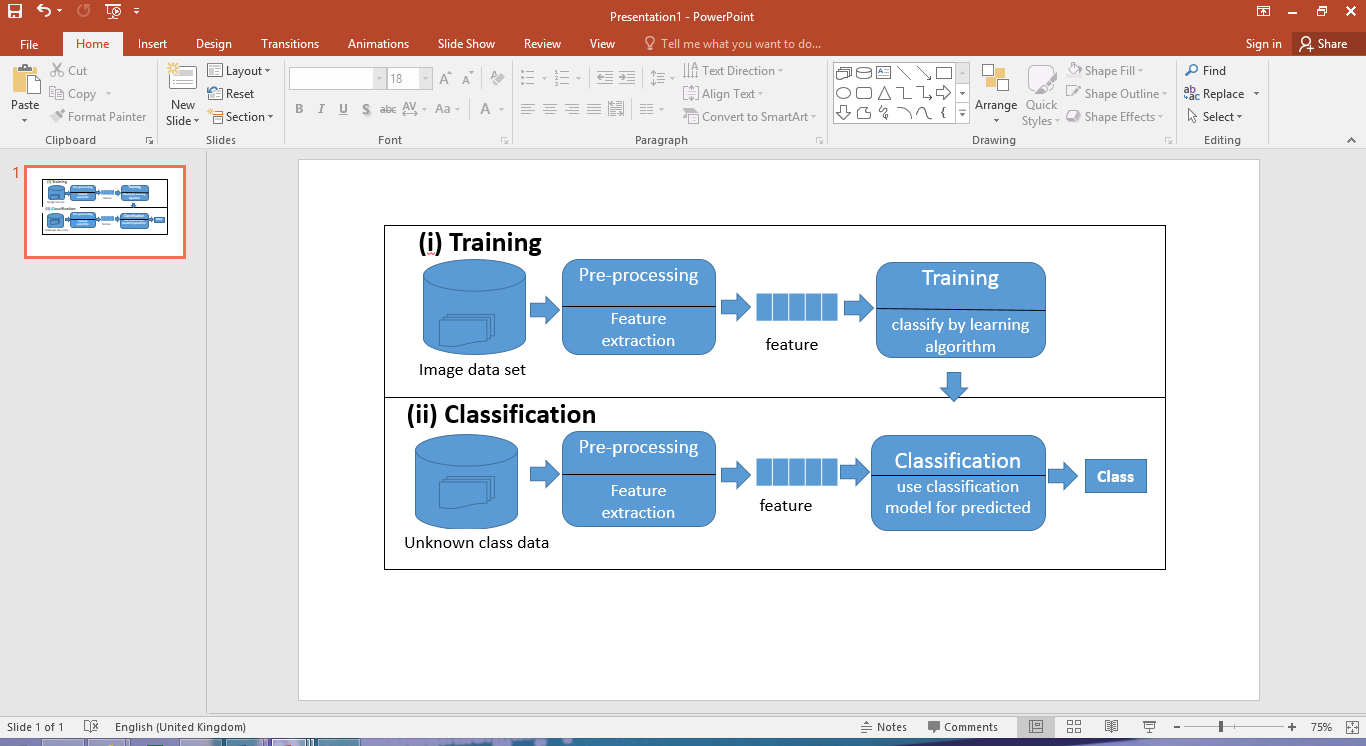 Presentation1 - PowerPoint
File Home Insert Design Transitions Animations Slide Show Review View Tell me what you want to do... Sign in Share
Paste
Cut
Copy
Format Painter
Clipboard
New
Slide
Layout
Reset
Section
Slides
18
B I U S abc AV Aa A
Font
Text Direction
Align Text
Convert to SmartArt
Paragraph
Arrange
Quick
Styles
Shape Fill
Shape Outline
Shape Effects
Drawing
Find
Replace
Select
Editing
1
(i) Training
Pre-processing
Feature
extraction
Training
classify by learning
algorithm
feature
Image data set
(ii) Classification
Pre-processing
Feature
extraction
Classification
use classification
model for predicted
Class
feature
Unknown class data
Slide 1 of 1 English (United Kingdom) Notes Comments 75%